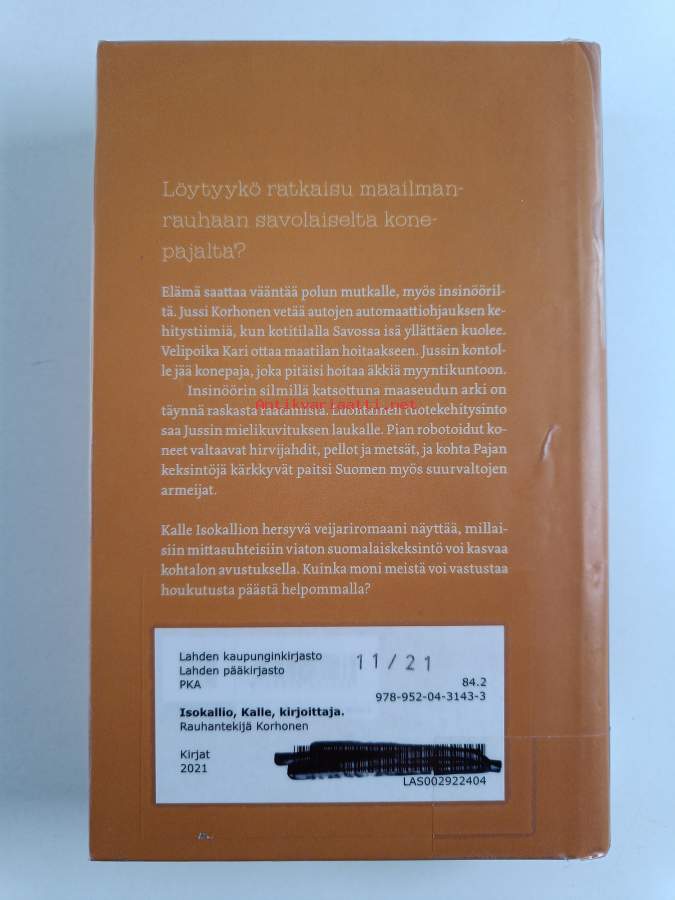 Löytyykö ratkaisu maailman-
rauhaan savolaiselta kone-
pajalta?
Elämä saattaa vääntää polun mutkalle, myös insinööril-
tä. Jussi Korhonen vetää autojen automaattiohjauksen ke-
hitystiimiä, kun kotitilalla Savossa isä yllättäen kuolee.
Velipoika Kari ottaa maatilan hoitaakseen. Jussin kontol-
le jää konepaja, joka pitäisi hoitaa äkkiä myyntikuntoon.
Insinöörin silmillä katsottuna maaseudun arki on
täynnä raskasta raatamista. Luontainen tuotekehitysinto
Antikvariaatti.net
saa Jussin mielikuvituksen laukalle. Pian robotoidut ko-
neet valtaavat hirvijahdit, pellot ja metsät, ja kohta Pajan
keksintöjä kärkkyvät paitsi Suomen myös suurvaltojen
armeijat.
Kalle Isokallion hersyvä veijariromaani näyttää, millai-
siin mittasuhteisiin viaton suomalaiskeksintö voi kasvaa
kohtalon avustuksella. Kuinka moni meistä voi vastustaa
houkutusta päästä helpommalla?
Lahden kaupunginkirjasto
11/21
Lahden pääkirjasto
PKA
84.2
978-952-04-3143-3
Isokallio, Kalle, kirjoittaja.
Rauhantekijä Korhonen
Kirjat
2021
LAS002922404